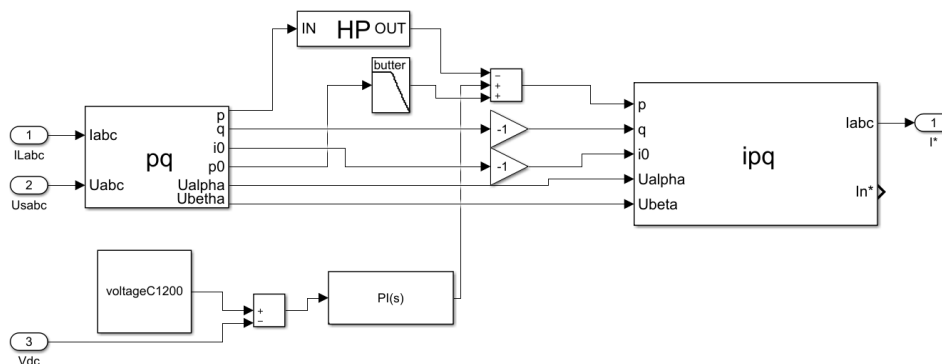 IN HP OUT
butter
−
+
+
1
ILabc
2
Usabc
Iabc
Uabc
pq
p
q
i0
p0
Ualpha
Ubetha
-1
-1
p
q
i0
Ualpha
Ubeta
ipq
Iabc
In*
1
I*
voltageC1200
+
−
PI(s)
3
Vdc